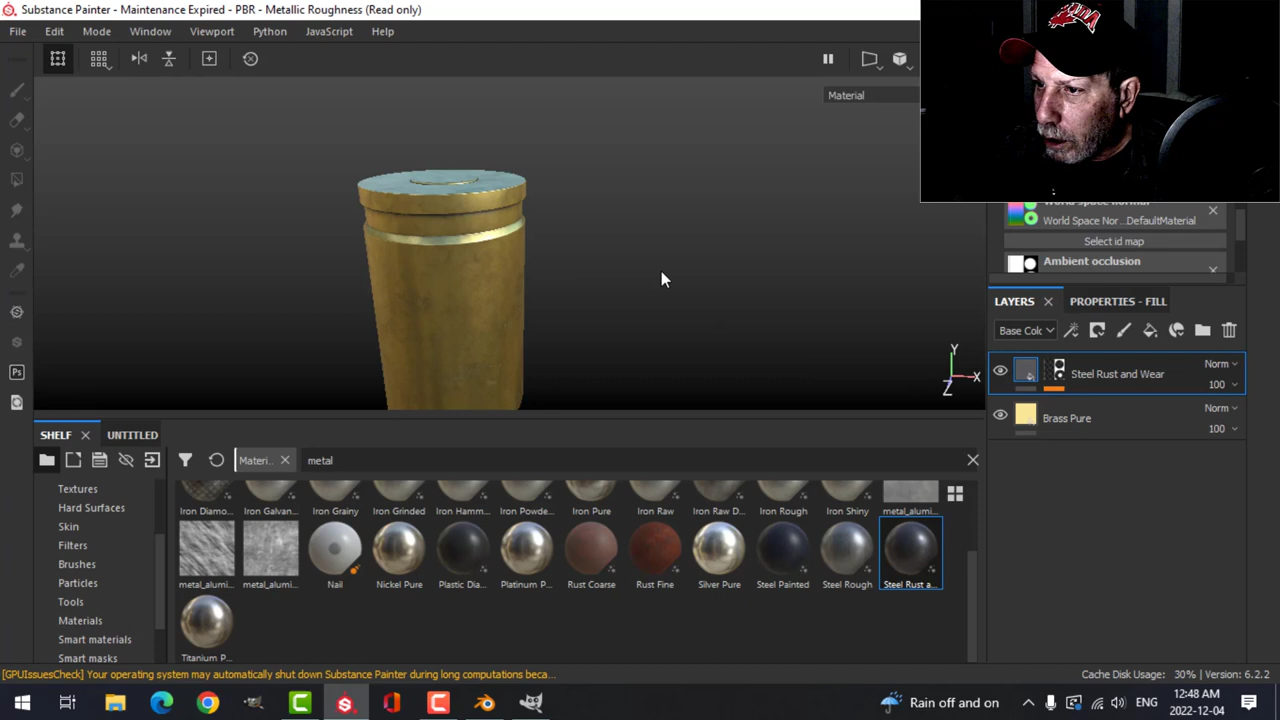 Substance Painter - Maintenance Expired - PBR - Metallic Roughness (Read only)
File Edit Mode Window Viewport Python JavaScript Help
Material
World Space Nor...DefaultMaterial
Select id map
Ambient occlusion
LAYERS PROPERTIES - FILL
Base Colo
Norm
Steel Rust and Wear
100
Norm
Brass Pure
100
Y
X
Z
SHELF UNTITLED
Materi... metal
Textures
Hard Surfaces
Skin
Filters
Brushes
Particles
Tools
Materials
Smart materials
Smart masks
Iron Diamo... Iron Galvan... Iron Grainy Iron Grinded Iron Hamm... Iron Powde... Iron Pure Iron Raw Iron Raw D... Iron Rough Iron Shiny metal_alumi...
metal_alumi... metal_alumi... Nail Nickel Pure Plastic Dia... Platinum P... Rust Coarse Rust Fine Silver Pure Steel Painted Steel Rough Steel Rust a...
Titanium P...
[GPUIssuesCheck] Your operating system may automatically shut down Substance Painter during long computations beca...
Cache Disk Usage: 30% | Version: 6.2.2
Rain off and on
ENG
12:48 AM
2022-12-04